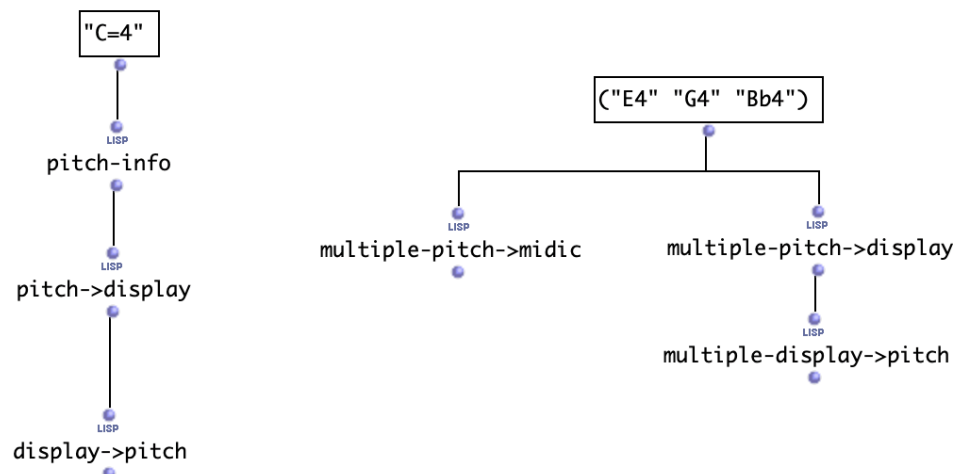 "C=4"
LISP
pitch-info
LISP
pitch->display
LISP
display->pitch
("E4" "G4" "Bb4")
LISP
multiple-pitch->midic
LISP
multiple-pitch->display
LISP
multiple-display->pitch